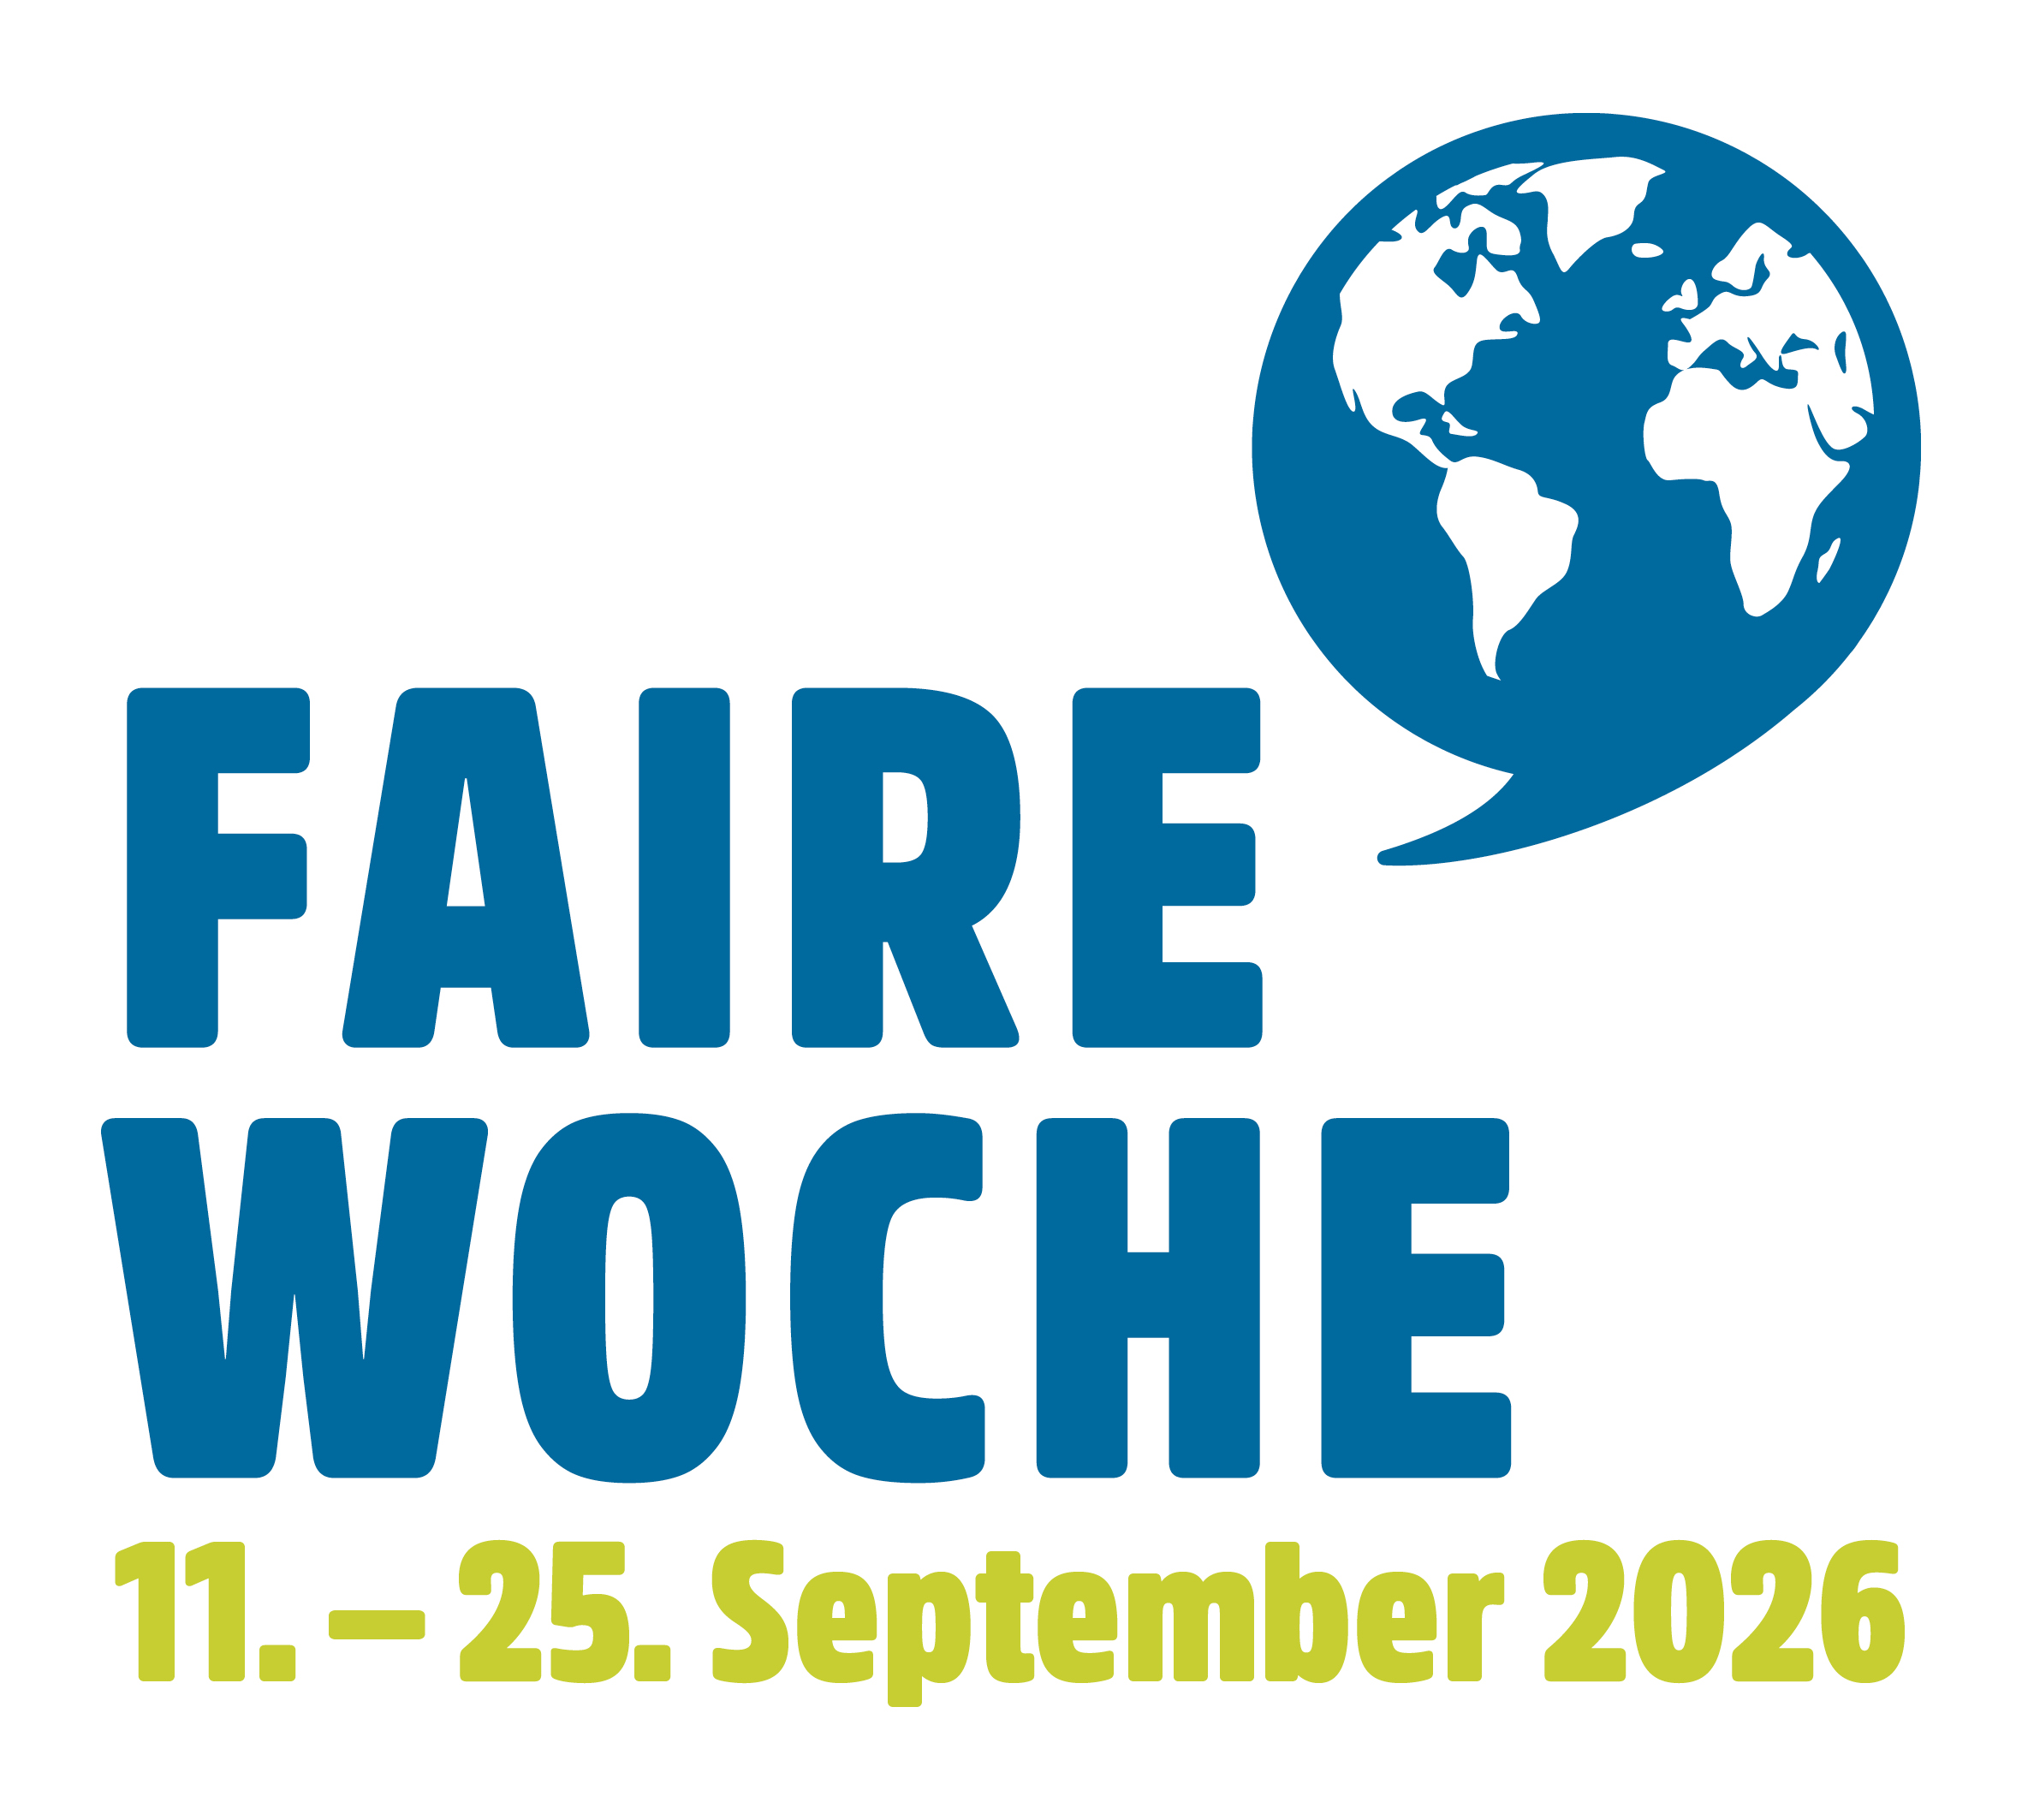 FAIRE
WOCHE
11. – 25. September 2026